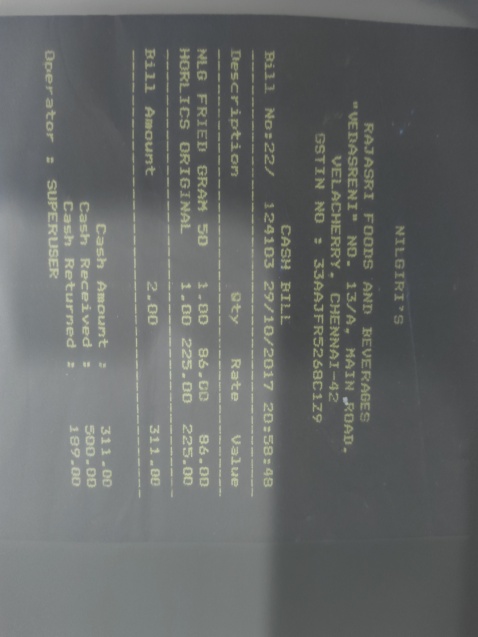 NILGIRI'S
RAJASRI FOODS AND BEVERAGES
"VEDASRENI" NO. 13/A, MAIN ROAD,
VELACHERRY, CHENNAI-42
GSTIN NO : 33AAJFR5268C1Z9
CASH BILL
Bill No:22/ 124103 29/10/2017 20:58:48
Description Qty Rate Value
NLG FRIED GRAM 50 1.00 86.00 86.00
HORLICS ORIGINAL 1.00 225.00 225.00
Bill Amount 2.00 311.00
Cash Amount : 311.00
Cash Received : 500.00
Cash Returned : 189.00
Operator : SUPERUSER